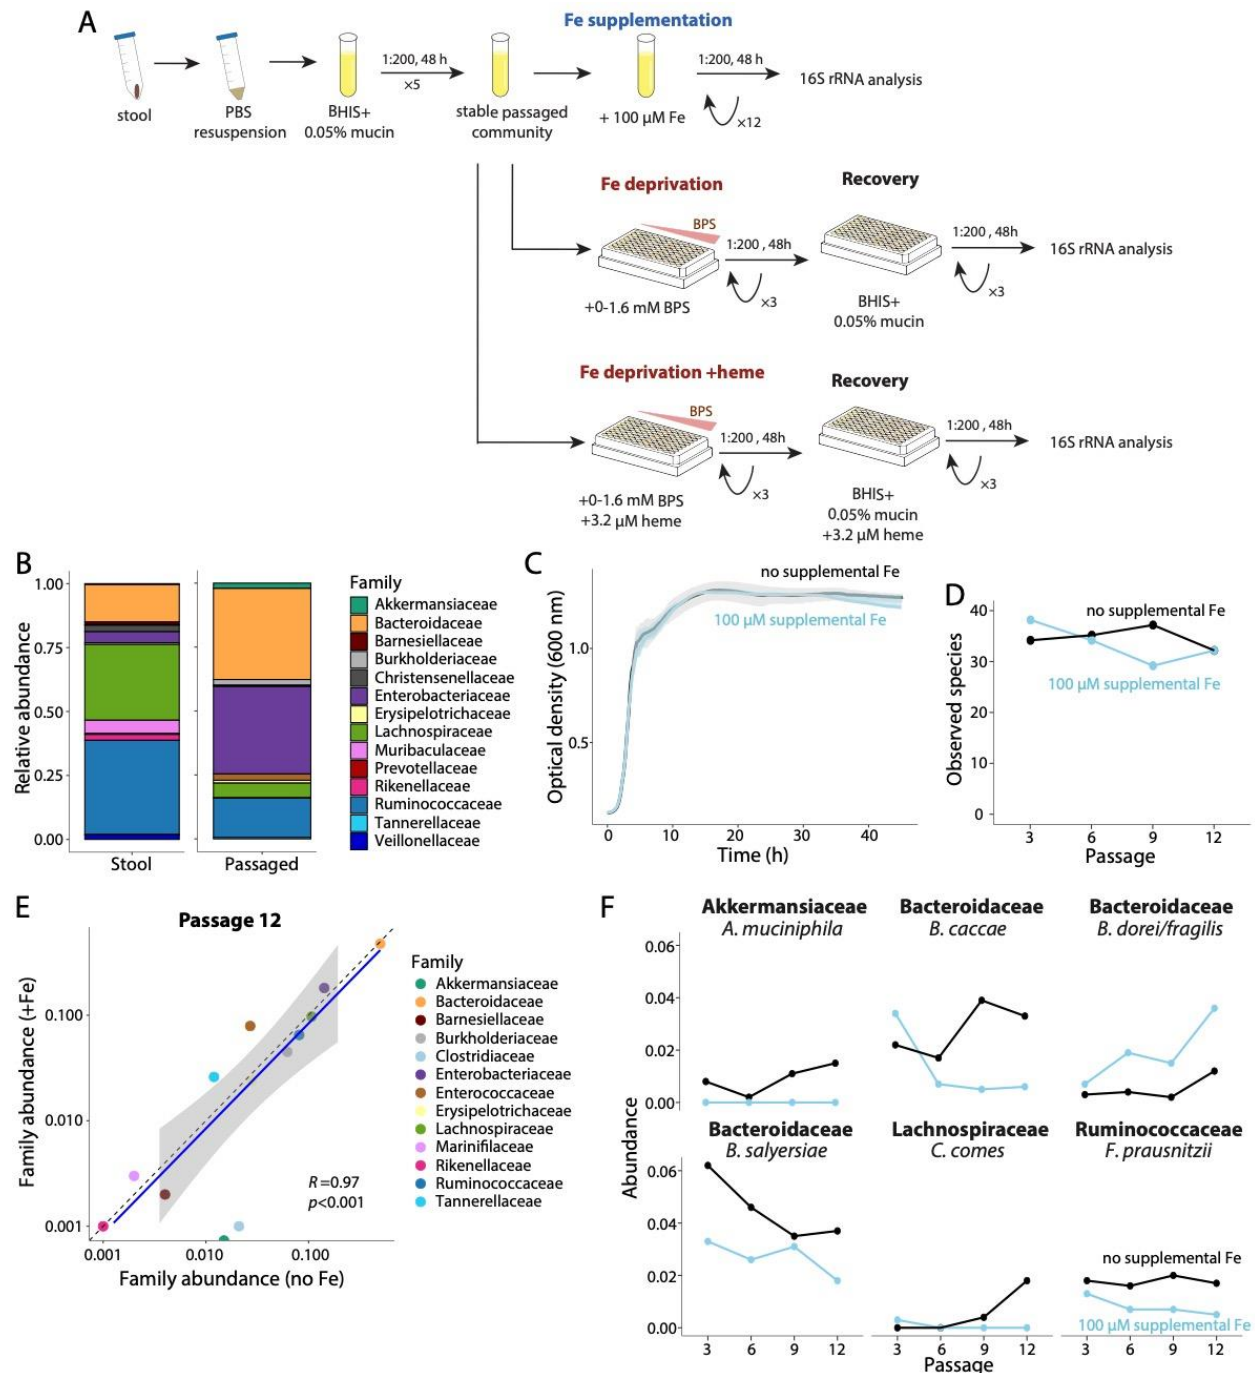 A
Fe supplementation
1:200, 48 h
×5
1:200, 48 h
×12
16S rRNA analysis
stool
PBS
resuspension
BHIS+
0.05% mucin
stable passaged
community
+ 100 µM Fe
Fe deprivation
Recovery
BPS
1:200 , 48h
×3
1:200 , 48h
×3
16S rRNA analysis
+0-1.6 mM BPS
BHIS+
0.05% mucin
Fe deprivation +heme
Recovery
BPS
1:200 , 48h
×3
1:200 , 48h
×3
16S rRNA analysis
+0-1.6 mM BPS
+3.2 µM heme
BHIS+
0.05% mucin
+3.2 µM heme
B
Relative abundance
1.00
0.75
0.50
0.25
0.00
Stool
Passaged
Family
Akkermansiaceae
Bacteroidaceae
Barnesiellaceae
Burkholderiaceae
Christensenellaceae
Enterobacteriaceae
Erysipelotrichaceae
Lachnospiraceae
Muribaculaceae
Prevotellaceae
Rikenellaceae
Ruminococcaceae
Tannerellaceae
Veillonellaceae
C
no supplemental Fe
100 µM supplemental Fe
Optical density (600 nm)
1.0
0.5
0
10
20
30
40
Time (h)
D
no supplemental Fe
100 µM supplemental Fe
Observed species
40
30
20
10
0
3
6
9
12
Passage
E
Passage 12
Family abundance (+Fe)
0.100
0.010
0.001
R=0.97
p<0.001
0.001
0.010
0.100
Family abundance (no Fe)
Family
Akkermansiaceae
Bacteroidaceae
Barnesiellaceae
Burkholderiaceae
Clostridiaceae
Enterobacteriaceae
Enterococcaceae
Erysipelotrichaceae
Lachnospiraceae
Marinifilaceae
Rikenellaceae
Ruminococcaceae
Tannerellaceae
F
Akkermansiaceae
A. muciniphila
Bacteroidaceae
B. caccae
Bacteroidaceae
B. dorei/fragilis
0.06
0.04
0.02
0.00
Abundance
Bacteroidaceae
B. salyersiae
Lachnospiraceae
C. comes
Ruminococcaceae
F. prausnitzii
0.06
0.04
0.02
0.00
no supplemental Fe
100 µM supplemental Fe
3
6
9
12
3
6
9
12
3
6
9
12
Passage